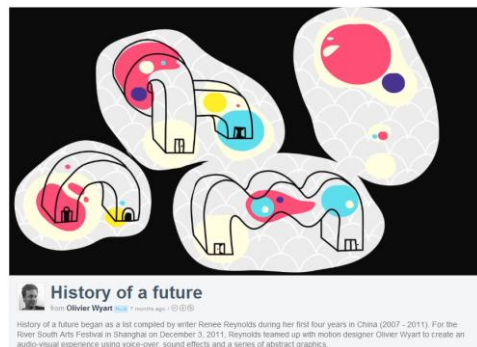 History of a future
from Olivier Wyart PLUS 7 months ago
History of a future began as a list compiled by writer Renee Reynolds during her first four years in China (2007 - 2011). For the
River South Arts Festival in Shanghai on December 3, 2011, Reynolds teamed up with motion designer Olivier Wyart to create an
audio-visual experience using voice-over, sound effects and a series of abstract graphics.